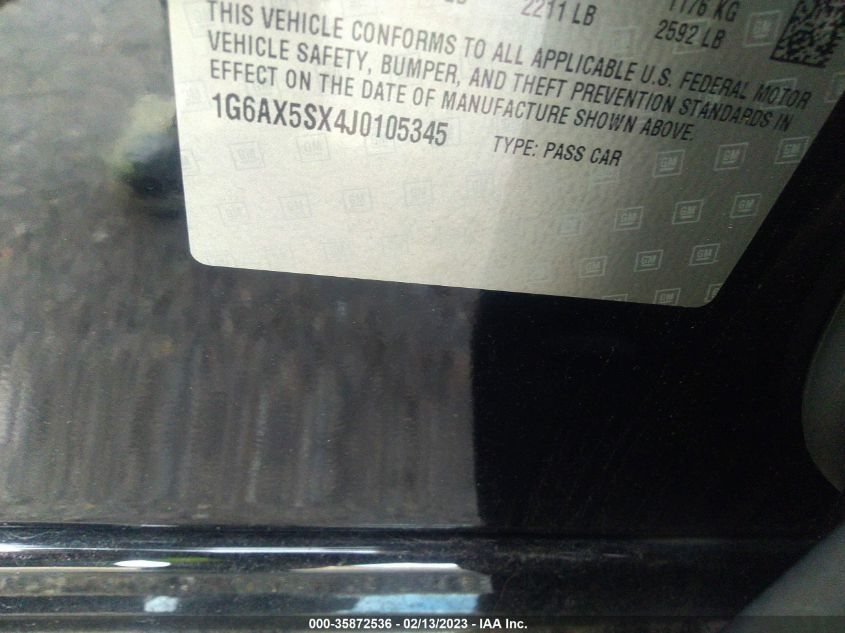 2211 LB
1176 KG
2592 LB
THIS VEHICLE CONFORMS TO ALL APPLICABLE U.S. FEDERAL MOTOR
VEHICLE SAFETY, BUMPER, AND THEFT PREVENTION STANDARDS IN
EFFECT ON THE DATE OF MANUFACTURE SHOWN ABOVE.
1G6AX5SX4J0105345
TYPE: PASS CAR
000-35872536 - 02/13/2023 - IAA Inc.